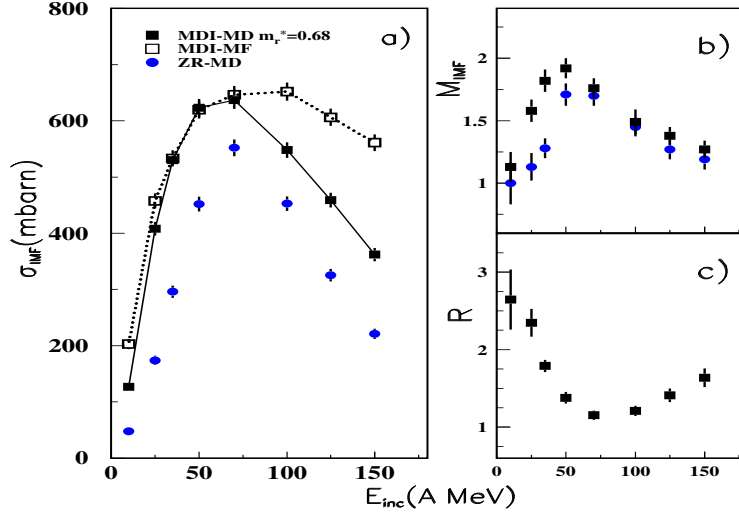 MDI-MD m_r*=0.68
MDI-MF
ZR-MD
a)
800
600
400
200
0
σ_IMF(mbarn)
0 50 100 150
E_inc(A MeV)
b)
M_IMF
2
1.5
1
c)
R
3
2
1
0 50 100 150